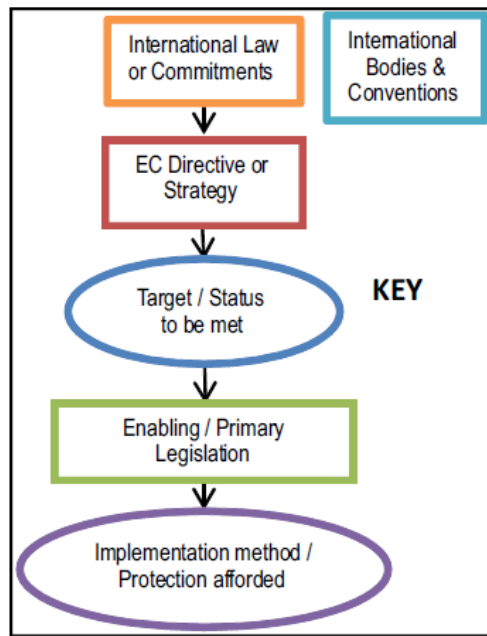 International Law
or Commitments
International
Bodies &
Conventions
EC Directive or
Strategy
Target / Status
to be met
KEY
Enabling / Primary
Legislation
Implementation method /
Protection afforded